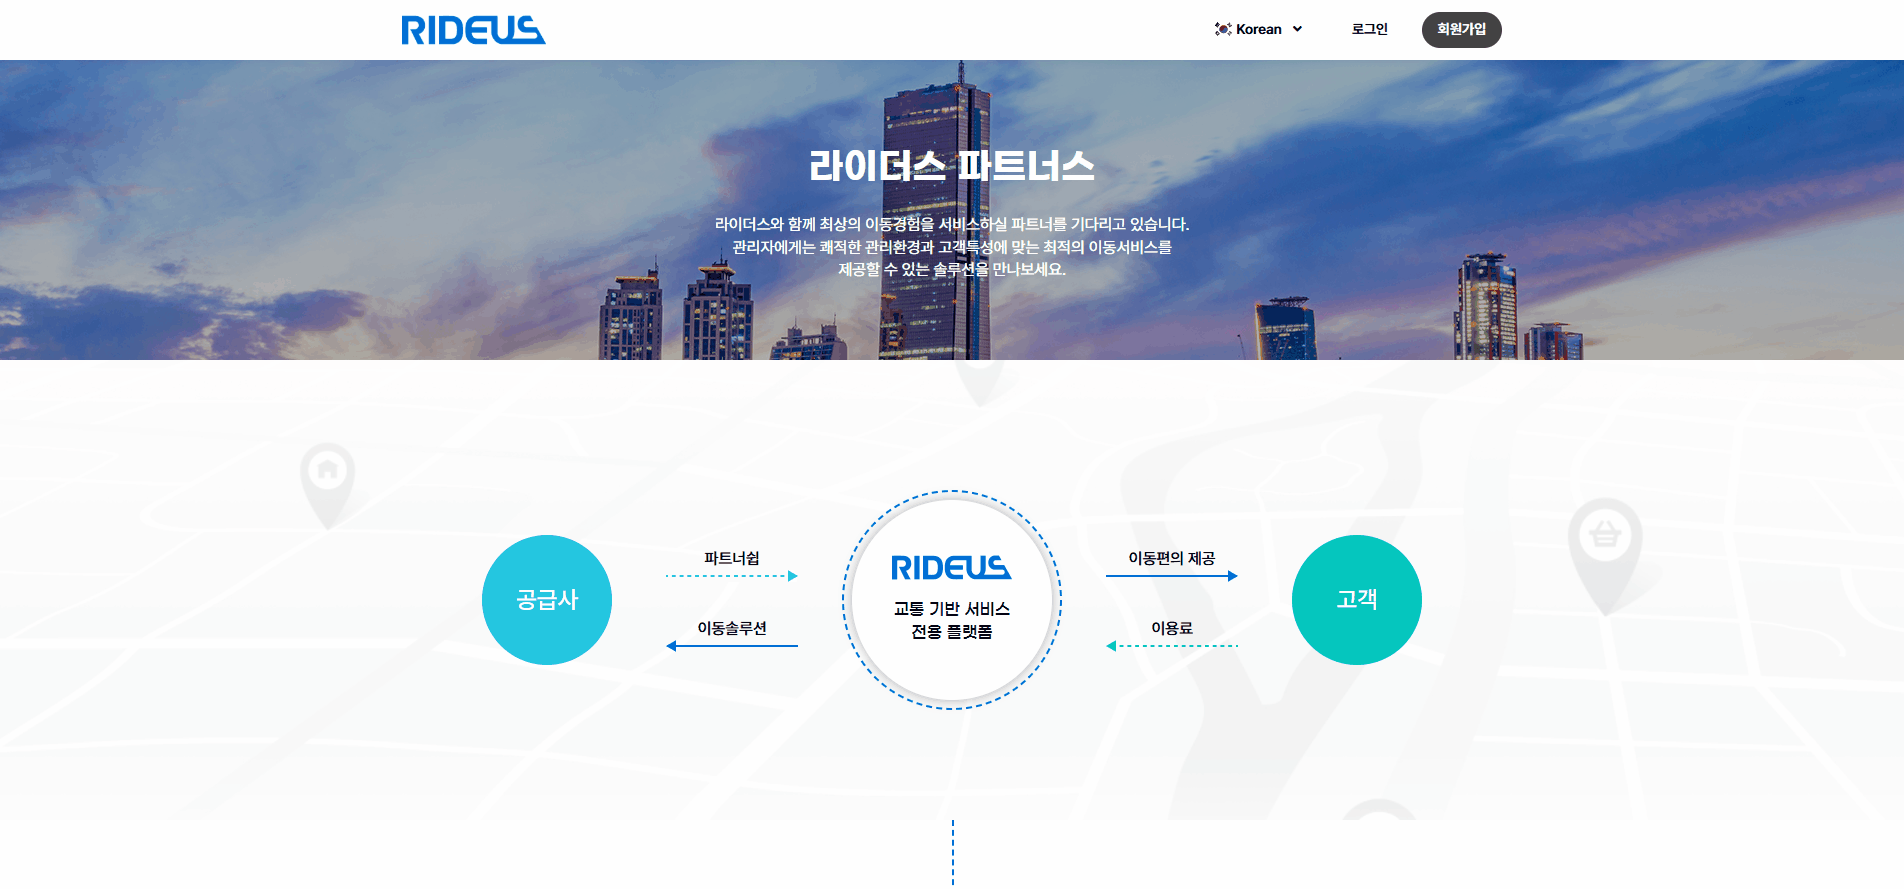 RIDEUS
Korean
로그인
회원가입
라이더스 파트너스
라이더스와 함께 최상의 이동경험을 서비스하실 파트너를 기다리고 있습니다.
관리자에게는 쾌적한 관리환경과 고객특성에 맞는 최적의 이동서비스를
제공할 수 있는 솔루션을 만나보세요.
공급사
파트너쉽
이동솔루션
RIDEUS
교통 기반 서비스
전용 플랫폼
이동편의 제공
이용료
고객